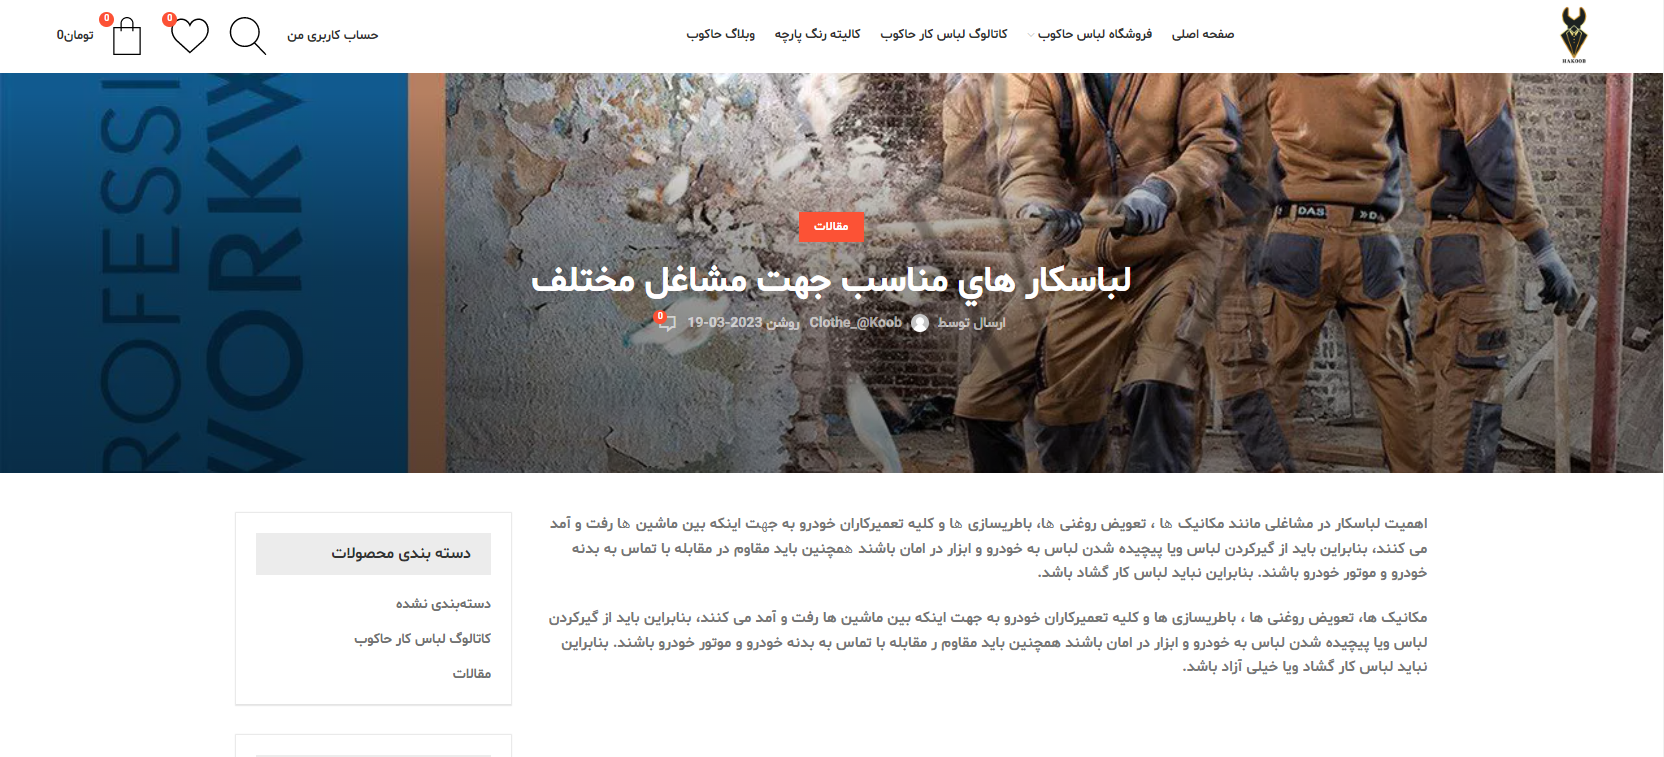 HAKOOB
صفحه اصلی
فروشگاه لباس حاکوب
کاتالوگ لباس کار حاکوب
کالیته رنگ پارچه
وبلاگ حاکوب
حساب کاربری من
0
0
0تومان
ROFESSI
WORKW
DAS
مقالات
لباسکار هاي مناسب جهت مشاغل مختلف
ارسال توسط Clothe_@Koob روشن 2023-03-19 0
اهمیت لباسکار در مشاغلی مانند مکانیک ها ، تعویض روغنی ها، باطریسازی ها و کلیه تعمیرکاران خودرو به جهت اینکه بین ماشین ها رفت و آمد
می کنند، بنابراین باید از گیرکردن لباس ویا پیچیده شدن لباس به خودرو و ابزار در امان باشند همچنین باید مقاوم در مقابله با تماس به بدنه
خودرو و موتور خودرو باشند. بنابراین نباید لباس کار گشاد باشد.
مکانیک ها، تعویض روغنی ها ، باطریسازی ها و کلیه تعمیرکاران خودرو به جهت اینکه بین ماشین ها رفت و آمد می کنند، بنابراین باید از گیرکردن
لباس ویا پیچیده شدن لباس به خودرو و ابزار در امان باشند همچنین باید مقاوم ر مقابله با تماس به بدنه خودرو و موتور خودرو باشند. بنابراین
نباید لباس کار گشاد ویا خیلی آزاد باشد.
دسته بندی محصولات
دسته‌بندی نشده
کاتالوگ لباس کار حاکوب
مقالات